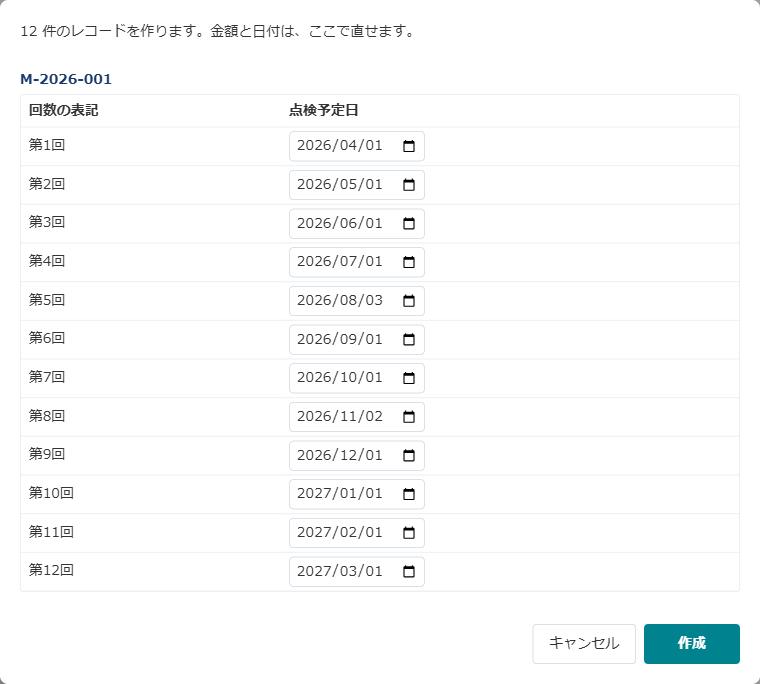 12 件のレコードを作ります。金額と日付は、ここで直せます。
M-2026-001
回数の表記 点検予定日
第1回 2026/04/01
第2回 2026/05/01
第3回 2026/06/01
第4回 2026/07/01
第5回 2026/08/03
第6回 2026/09/01
第7回 2026/10/01
第8回 2026/11/02
第9回 2026/12/01
第10回 2027/01/01
第11回 2027/02/01
第12回 2027/03/01
キャンセル 作成